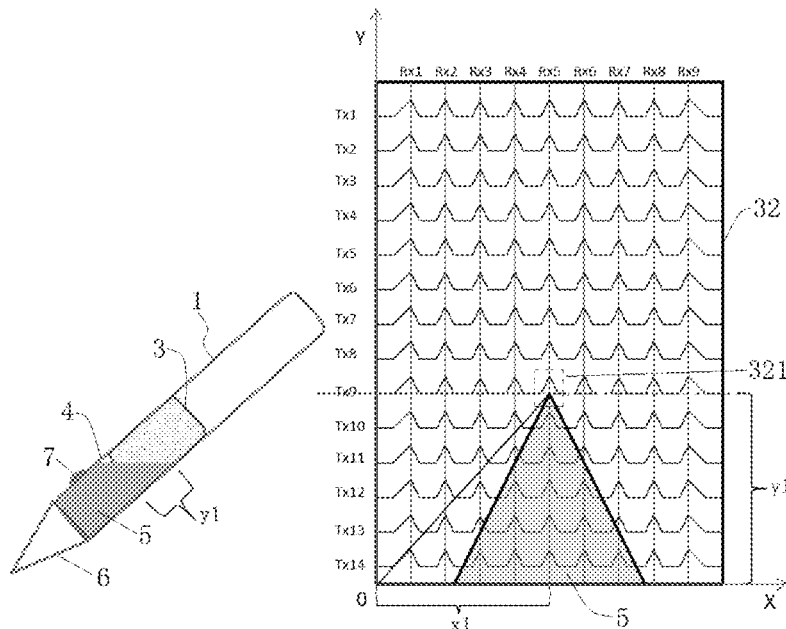 Y
Rx1 Rx2 Rx3 Rx4 Rx5 Rx6 Rx7 Rx8 Rx9
Tx1
Tx2
Tx3
Tx4
32
Tx5
Tx6
1
Tx7
3
Tx8
321
Tx9
4
Tx10
7
Tx11
y1
Tx12
y1
5
Tx13
6
Tx14
0
X
x1
5